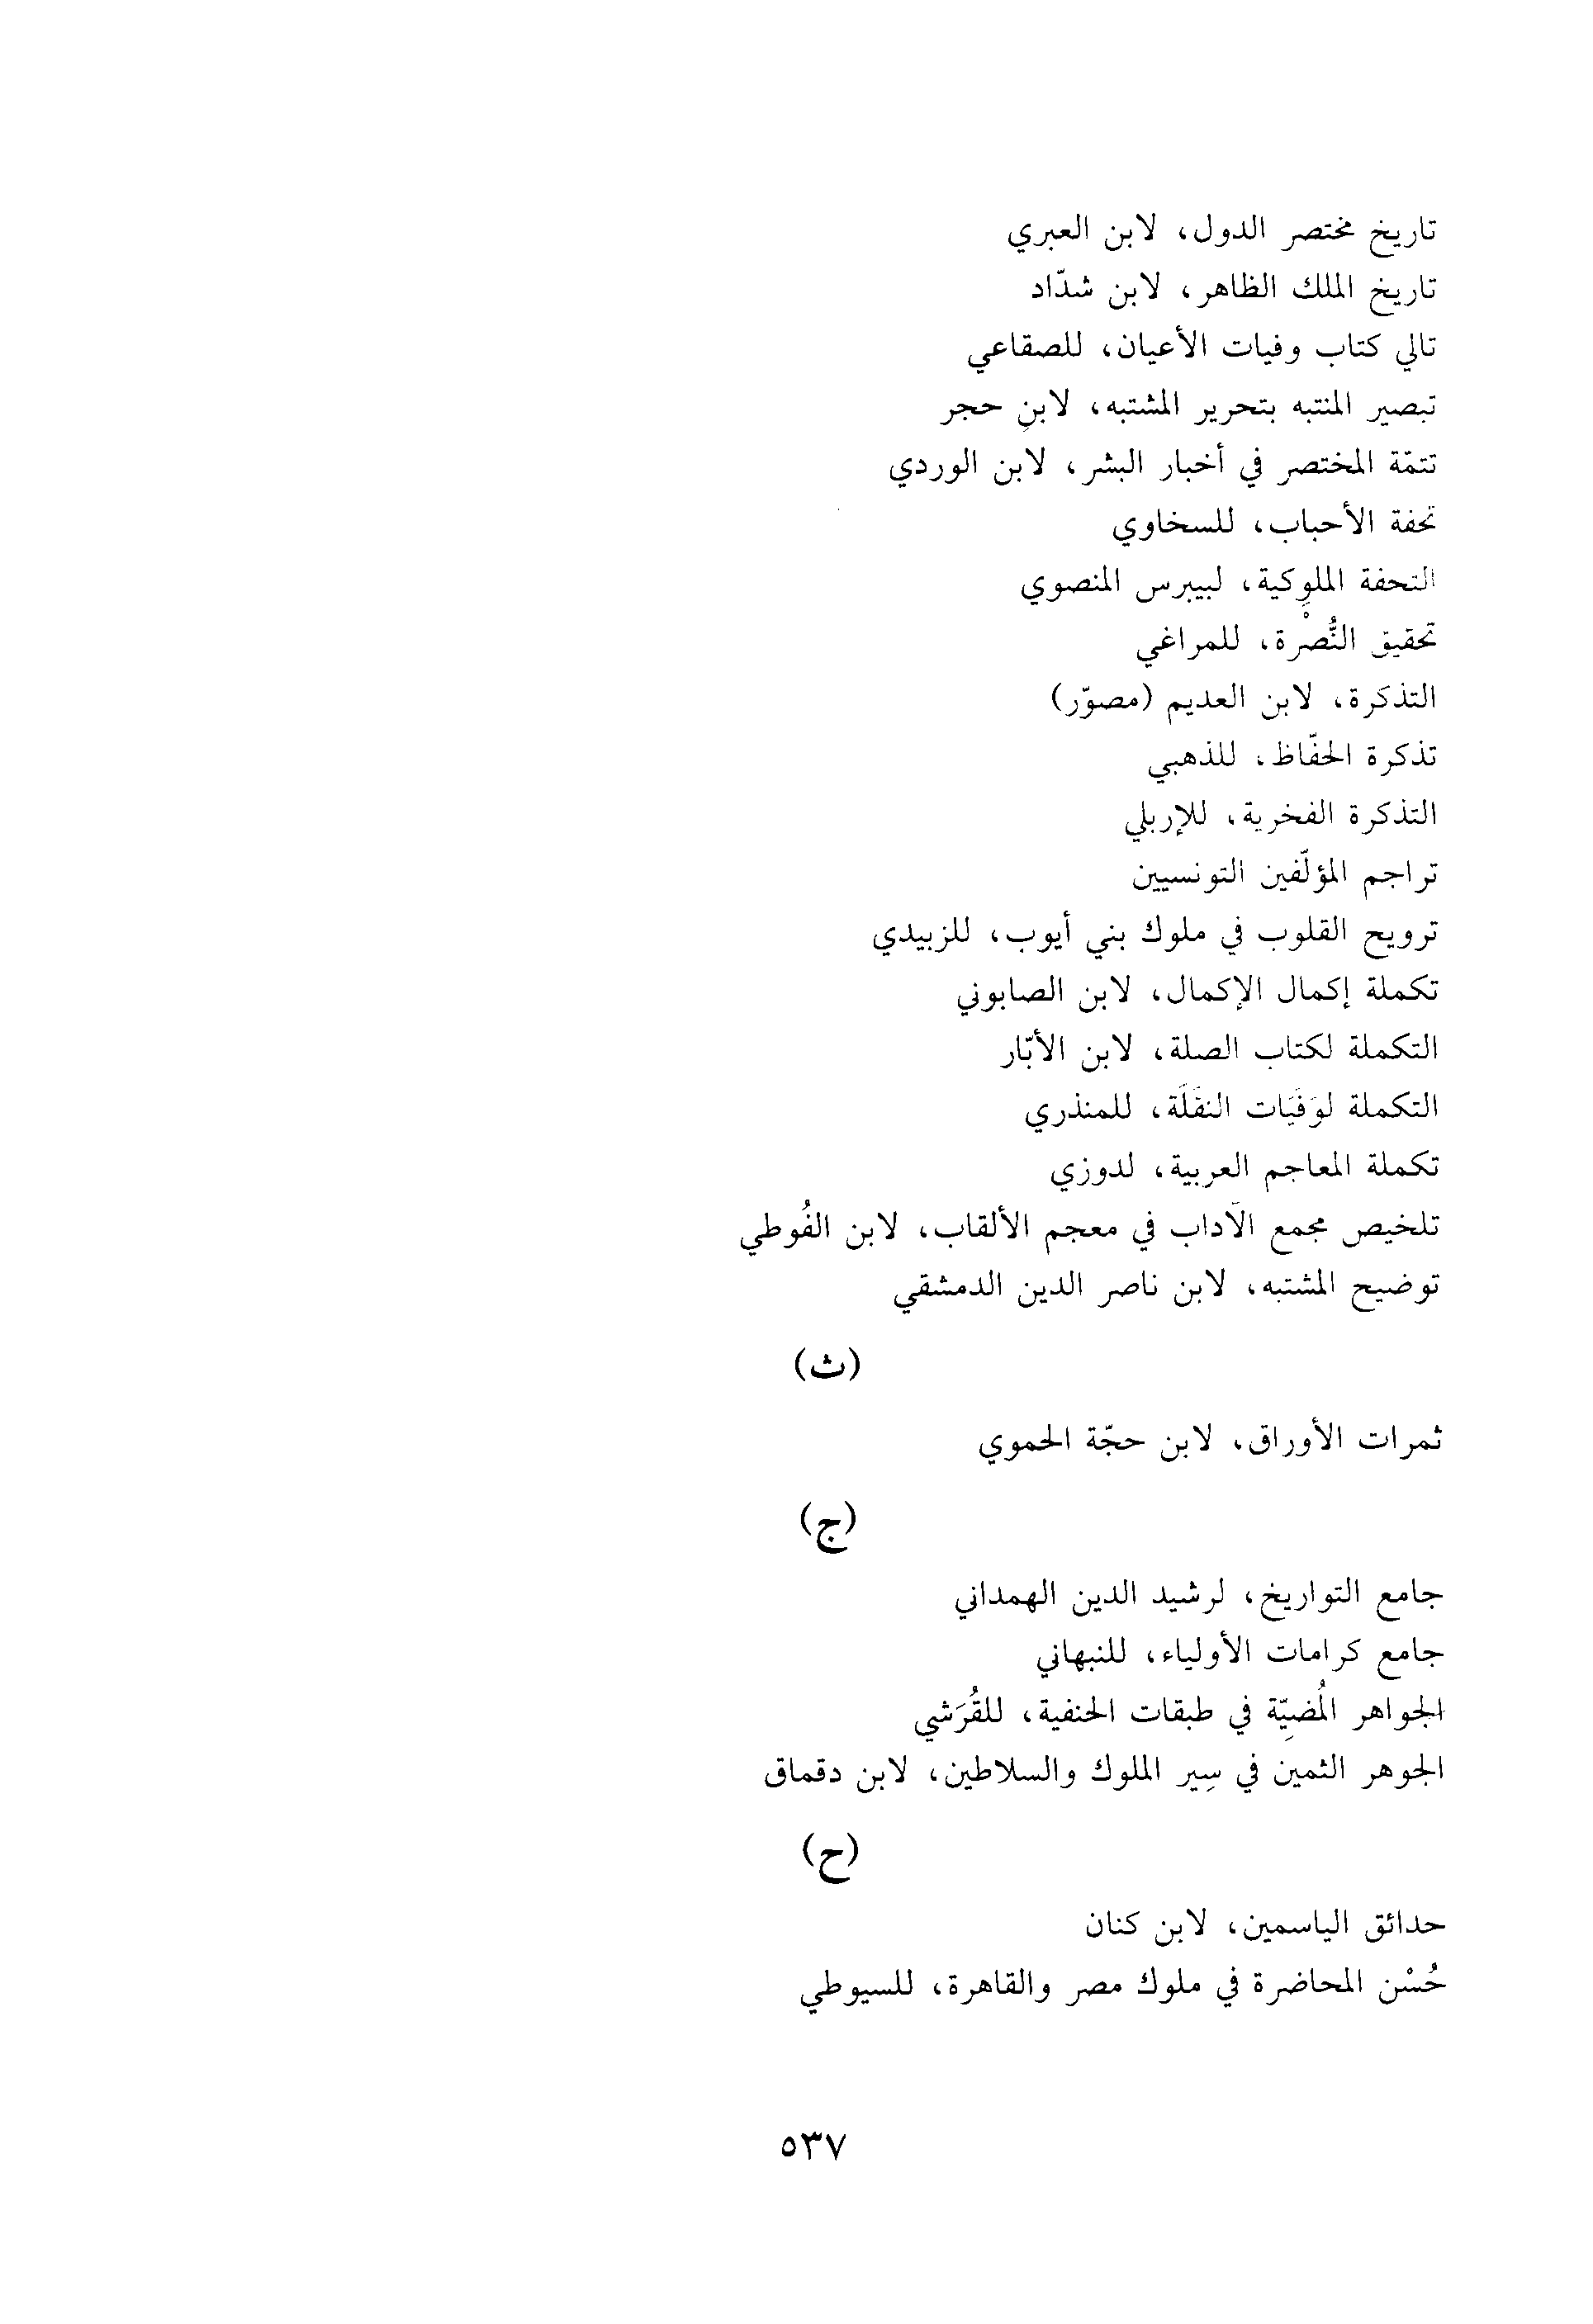 تاريخ مختصر الدول، لابن العبري
تاريخ الملك الظاهر، لابن شدّاد
تالي كتاب وفيات الأعيان، للصقاعي
تبصير المنتبه بتحرير المشتبه، لابنِ حجر
تتمّة المختصر في أخبار البشر، لابن الوردي
تحفة الأحباب، للسخاوي
التحفة الملوكية، لبيبرس المنصوي
تحقيق النُّصْرة، للمراغي
التذكرة، لابن العديم (مصوّر)
تذكرة الحفّاظ، للذهبي
التذكرة الفخرية، للإربلي
تراجم المؤلّفين التونسيين
ترويح القلوب في ملوك بني أيوب، للزبيدي
تكملة إكمال الإكمال، لابن الصابوني
التكملة لكتاب الصلة، لابن الأبّار
التكملة لوَفَيَات النقَلَة، للمنذري
تكملة المعاجم العربية، لدوزي
تلخيص مجمع الآداب في معجم الألقاب، لابن الفُوطي
توضيح المشتبه، لابن ناصر الدين الدمشقي
(ث)
ثمرات الأوراق، لابن حجّة الحموي
(ج)
جامع التواريخ، لرشيد الدين الهمداني
جامع كرامات الأولياء، للنبهاني
الجواهر المُضيّة في طبقات الحنفية، للقُرَشي
الجوهر الثمين في سِير الملوك والسلاطين، لابن دقماق
(ح)
حدائق الياسمين، لابن كنان
حُسْن المحاضرة في ملوك مصر والقاهرة، للسيوطي
٥٣٧